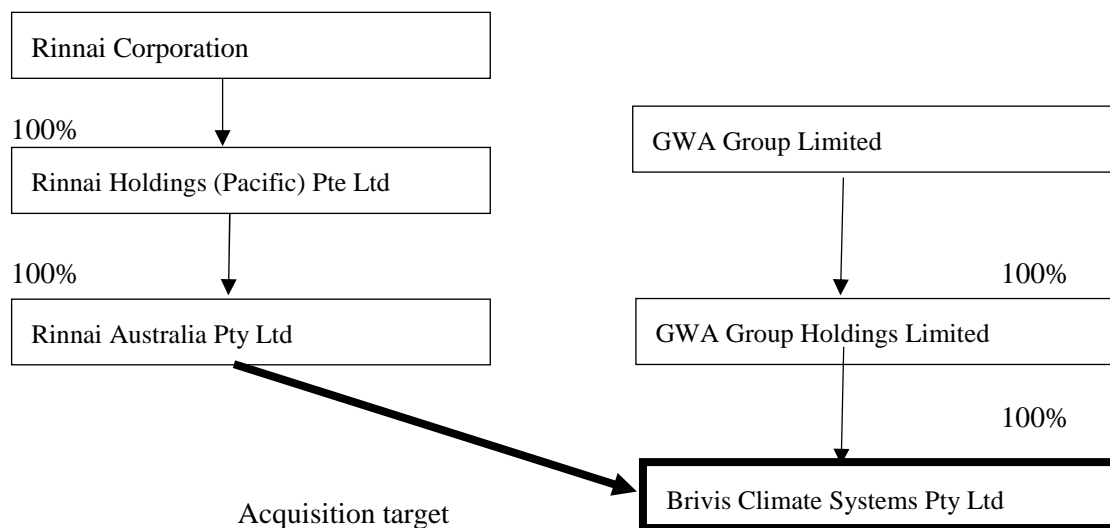 Rinnai Corporation
100%
GWA Group Limited
Rinnai Holdings (Pacific) Pte Ltd
100%
100%
Rinnai Australia Pty Ltd
GWA Group Holdings Limited
100%
Brivis Climate Systems Pty Ltd
Acquisition target